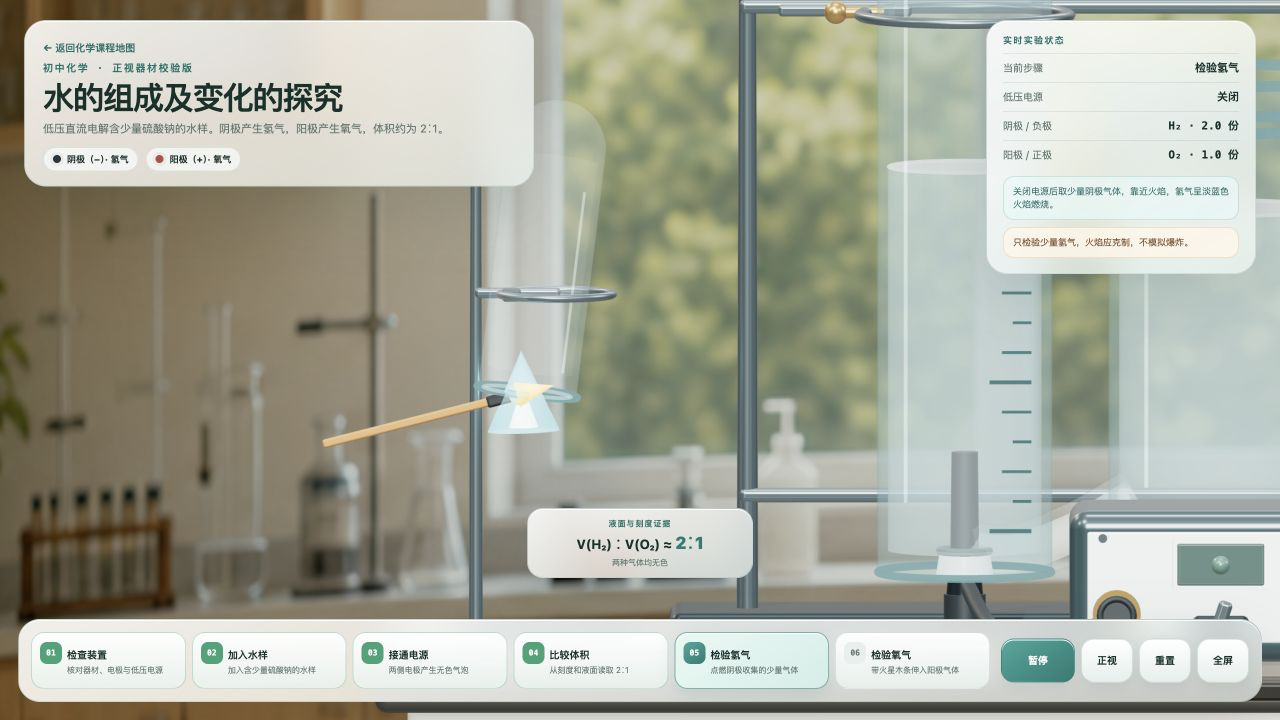 ← 返回化学课程地图
初中化学 · 正视器材校验版
水的组成及变化的探究
低压直流电解含少量硫酸钠的水样。阴极产生氢气，阳极产生氧气，体积约为 2∶1。
阴极（−）· 氢气
阳极（+）· 氧气
实时实验状态
当前步骤 检验氢气
低压电源 关闭
阴极 / 负极 H₂ · 2.0 份
阳极 / 正极 O₂ · 1.0 份
关闭电源后取少量阴极气体，靠近火焰，氢气呈淡蓝色
火焰燃烧。
只检验少量氢气，火焰应克制，不模拟爆炸。
液面与刻度证据
V(H₂)∶V(O₂) ≈ 2∶1
两种气体均无色
01 检查装置
核对器材、电极与低压电源
02 加入水样
加入含少量硫酸钠的水样
03 接通电源
两侧电极产生无色气泡
04 比较体积
从刻度和液面读取 2∶1
05 检验氢气
点燃阴极收集的少量气体
06 检验氧气
带火星木条伸入阳极气体
暂停
正视
重置
全屏